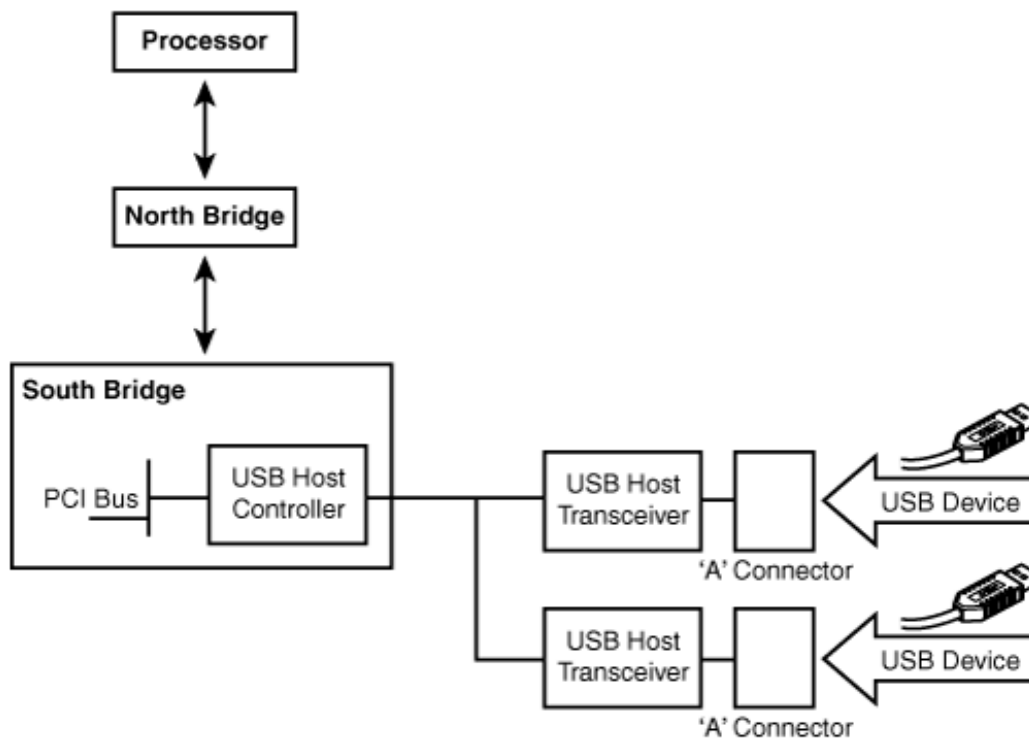 Processor
North Bridge
South Bridge
PCI Bus
USB Host
Controller
USB Host
Transceiver
'A' Connector
USB Device
USB Host
Transceiver
'A' Connector
USB Device